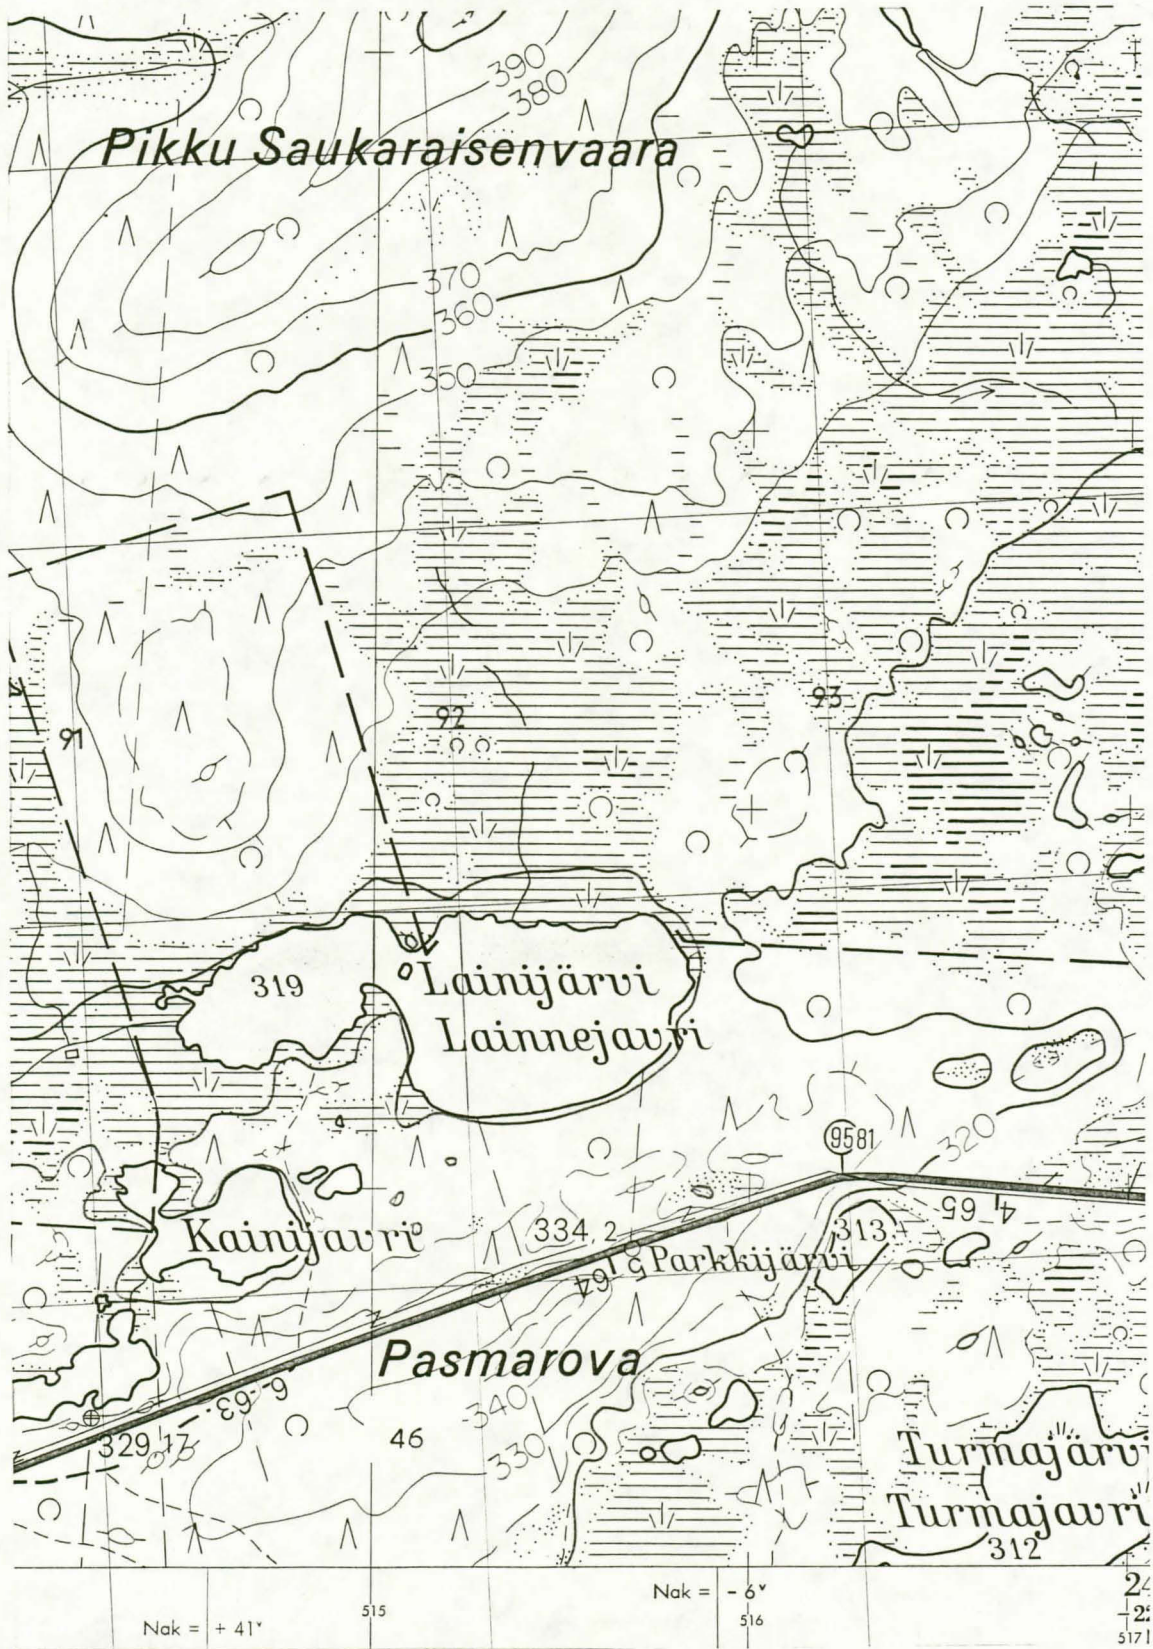 390
380
Pikku Saukaraisenvaara
370
360
350
91
92
93
319
Lainijärvi
Lainnejavri
9581
320
Kainijavri
334,2
313
Parkkijärvi
64
5
65
4
Pasmarova
63
6
340
330
46
329,17
Turmajärvi
Turmajavri
312
Nak = + 41ᵛ
515
Nak = - 6ᵛ
516
517